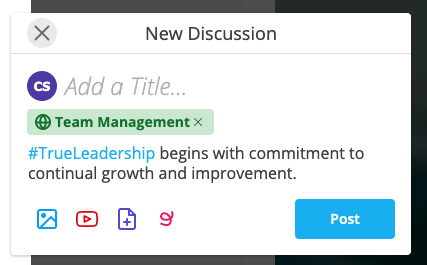 New Discussion
CS
Add a Title...
Team Management
#TrueLeadership begins with commitment to
continual growth and improvement.
Post